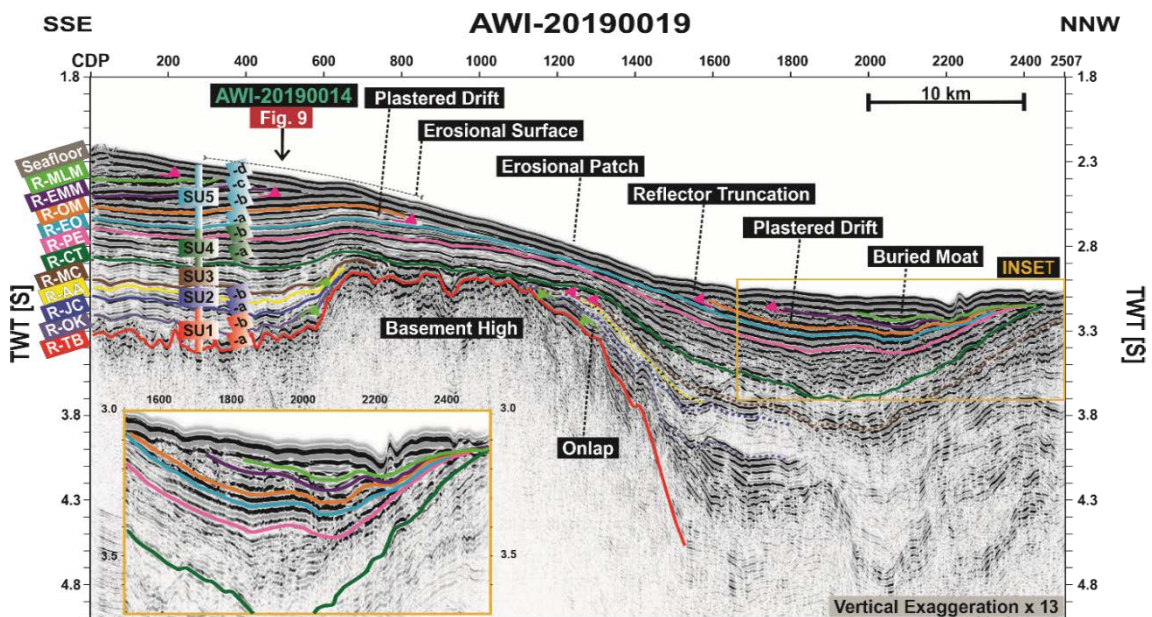 SSE AWI-20190019 NNW
CDP 200 400 600 800 1000 1200 1400 1600 1800 2000 2200 2400 2507
1.8 1.8
AWI-20190014 Plastered Drift 10 km
Fig. 9 Erosional Surface
Seafloor Erosional Patch 2.3 2.3
R-MLM -d Reflector Truncation
R-EMM SU5 -c
R-OM -b Plastered Drift
R-EO -a
R-PE SU4 -b Buried Moat 2.8 2.8
R-CT -a INSET
R-MC SU3
R-AA SU2 -b
R-JC -a
R-OK SU1 -b Basement High 3.3 3.3
R-TB -a
TWT [S] TWT [S]
1600 1800 2000 2200 2400
3.0 3.0
3.8 3.8
Onlap
4.3 4.3
3.5 3.5
4.8 4.8
Vertical Exaggeration x 13